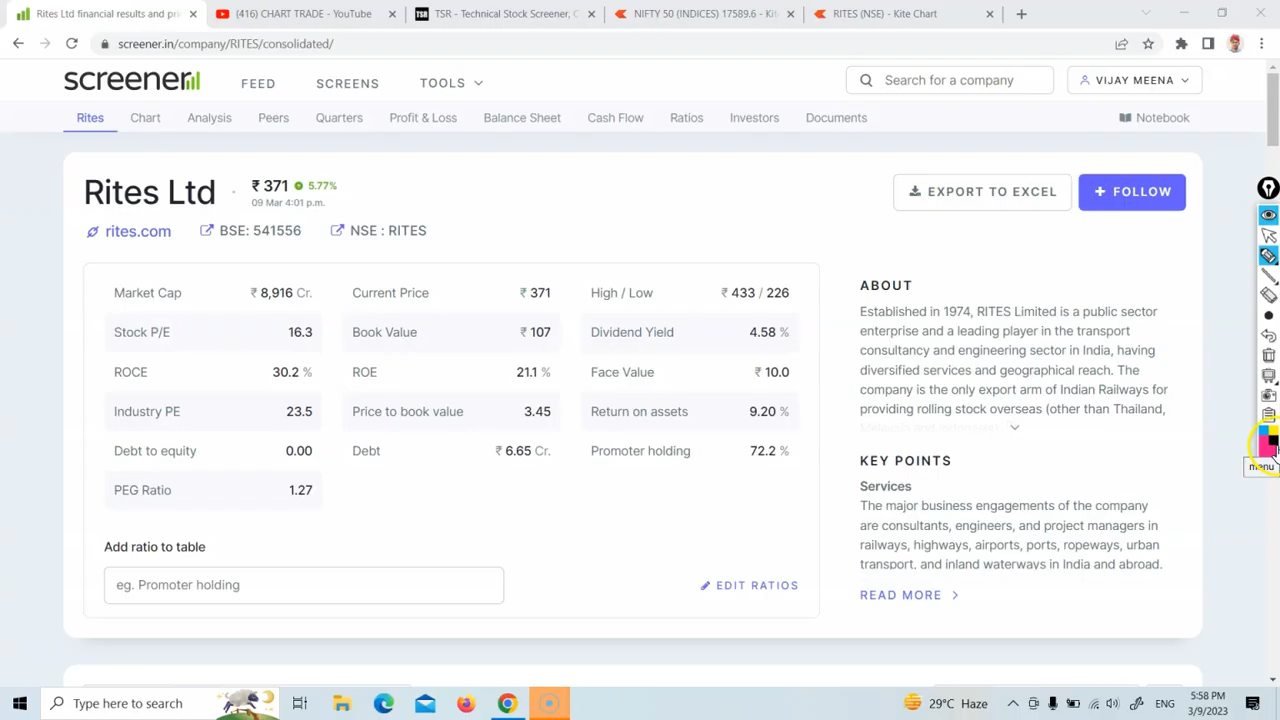 Rites Ltd financial results and pri
(416) CHART TRADE - YouTube
TSR - Technical Stock Screener, C
NIFTY 50 (INDICES) 17589.6 - Kit
RITES (NSE) - Kite Chart
screener.in/company/RITES/consolidated/
screener
FEED
SCREENS
TOOLS
Search for a company
VIJAY MEENA
Rites
Chart
Analysis
Peers
Quarters
Profit & Loss
Balance Sheet
Cash Flow
Ratios
Investors
Documents
Notebook
Rites Ltd
₹ 371 5.77%
09 Mar 4:01 p.m.
EXPORT TO EXCEL
+ FOLLOW
rites.com
BSE: 541556
NSE : RITES
Market Cap ₹ 8,916 Cr.
Current Price ₹ 371
High / Low ₹ 433 / 226
Stock P/E 16.3
Book Value ₹ 107
Dividend Yield 4.58 %
ROCE 30.2 %
ROE 21.1 %
Face Value ₹ 10.0
Industry PE 23.5
Price to book value 3.45
Return on assets 9.20 %
Debt to equity 0.00
Debt ₹ 6.65 Cr.
Promoter holding 72.2 %
PEG Ratio 1.27
Add ratio to table
eg. Promoter holding
EDIT RATIOS
ABOUT
Established in 1974, RITES Limited is a public sector
enterprise and a leading player in the transport
consultancy and engineering sector in India, having
diversified services and geographical reach. The
company is the only export arm of Indian Railways for
providing rolling stock overseas (other than Thailand,
Malaysia and Indonesia).
KEY POINTS
Services
The major business engagements of the company
are consultants, engineers, and project managers in
railways, highways, airports, ports, ropeways, urban
transport, and inland waterways in India and abroad.
READ MORE
menu
Type here to search
29°C Haze
ENG
5:58 PM
3/9/2023